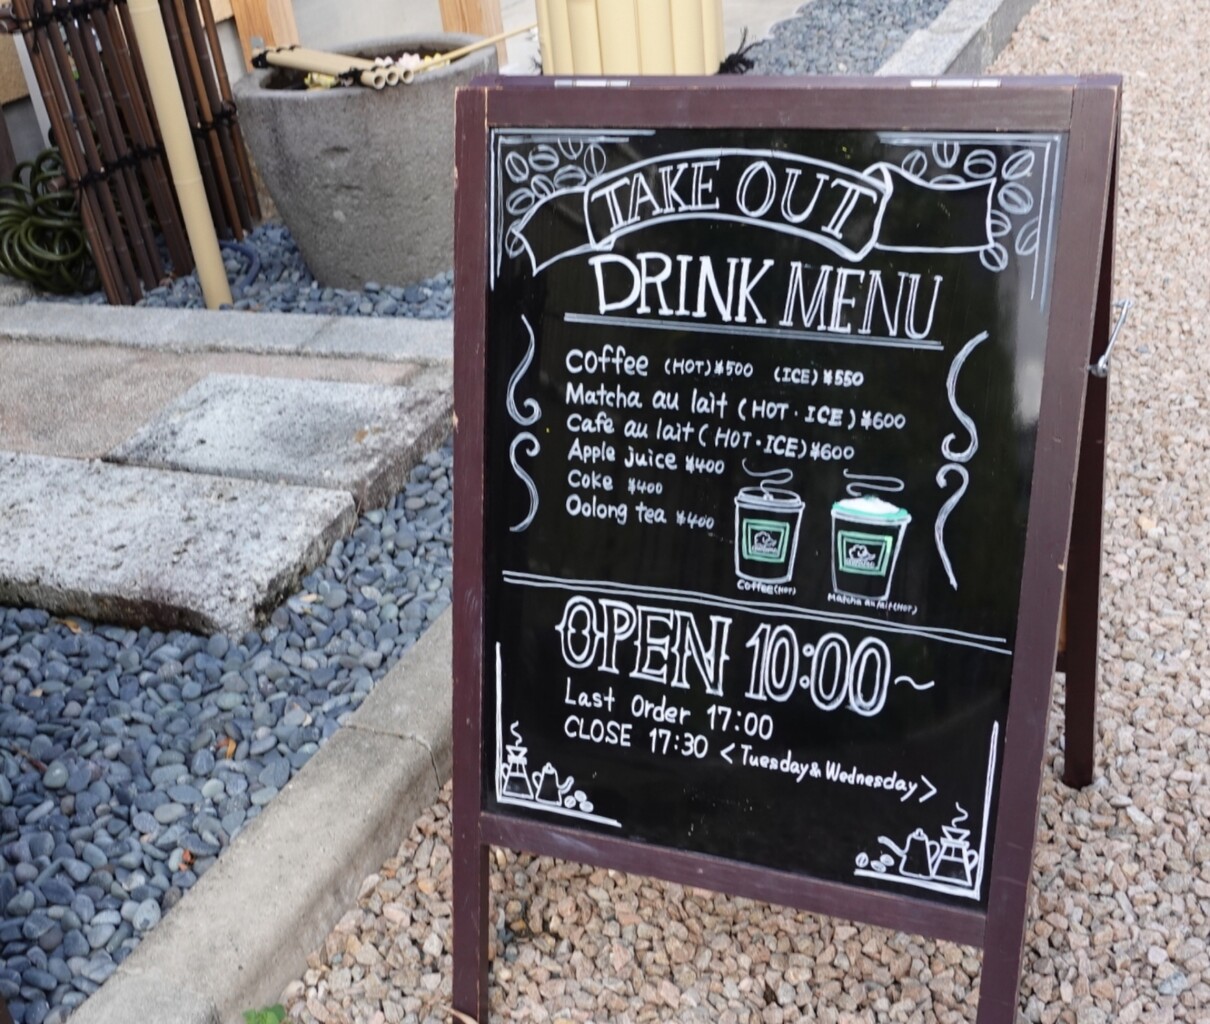 TAKE OUT
DRINK MENU
coffee (HOT)¥500 (ICE)¥550
Matcha au lait (HOT・ICE)¥600
Cafe au lait (HOT・ICE)¥600
Apple juice ¥400
Coke ¥400
Oolong tea ¥400
Coffee(HOT)
Matcha au lait(HOT)
OPEN 10:00~
Last Order 17:00
CLOSE 17:30 <Tuesday & Wednesday>